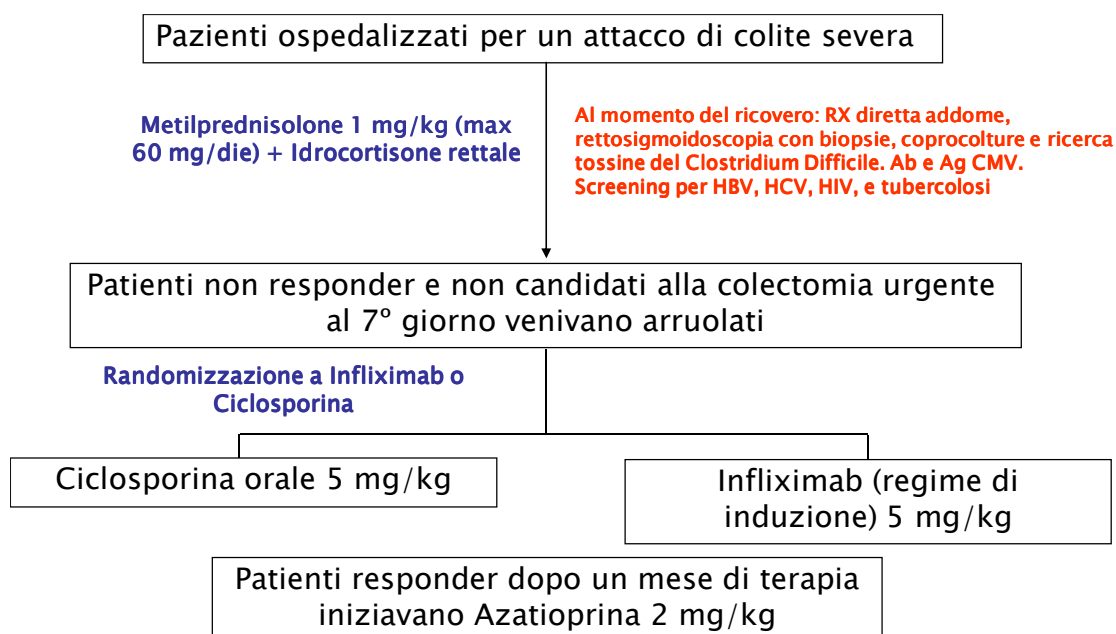 Pazienti ospedalizzati per un attacco di colite severa
Metilprednisolone 1 mg/kg (max
60 mg/die) + Idrocortisone rettale
Al momento del ricovero: RX diretta addome,
rettosigmoidoscopia con biopsie, coprocolture e ricerca
tossine del Clostridium Difficile. Ab e Ag CMV.
Screening per HBV, HCV, HIV, e tubercolosi
Patienti non responder e non candidati alla colectomia urgente
al 7° giorno venivano arruolati
Randomizzazione a Infliximab o
Ciclosporina
Ciclosporina orale 5 mg/kg
Infliximab (regime di
induzione) 5 mg/kg
Patienti responder dopo un mese di terapia
iniziavano Azatioprina 2 mg/kg